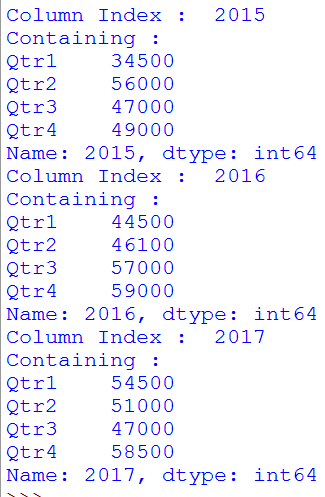 Column Index :  2015
Containing :
Qtr1    34500
Qtr2    56000
Qtr3    47000
Qtr4    49000
Name: 2015, dtype: int64
Column Index :  2016
Containing :
Qtr1    44500
Qtr2    46100
Qtr3    57000
Qtr4    59000
Name: 2016, dtype: int64
Column Index :  2017
Containing :
Qtr1    54500
Qtr2    51000
Qtr3    47000
Qtr4    58500
Name: 2017, dtype: int64
>>>